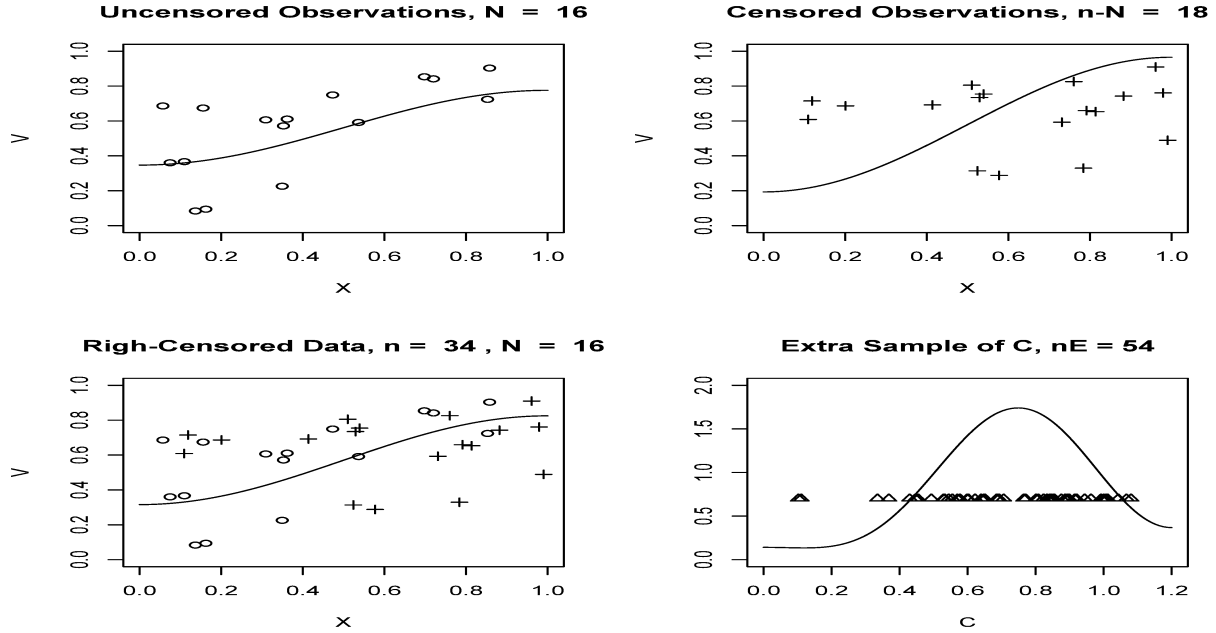 Uncensored Observations, N = 16
V
0.0 0.2 0.4 0.6 0.8 1.0
0.0 0.2 0.4 0.6 0.8 1.0
X
Censored Observations, n-N = 18
V
0.0 0.2 0.4 0.6 0.8 1.0
0.0 0.2 0.4 0.6 0.8 1.0
X
Righ-Censored Data, n = 34 , N = 16
V
0.0 0.2 0.4 0.6 0.8 1.0
0.0 0.2 0.4 0.6 0.8 1.0
X
Extra Sample of C, nE = 54
0.0 0.5 1.0 1.5 2.0
0.0 0.2 0.4 0.6 0.8 1.0 1.2
C